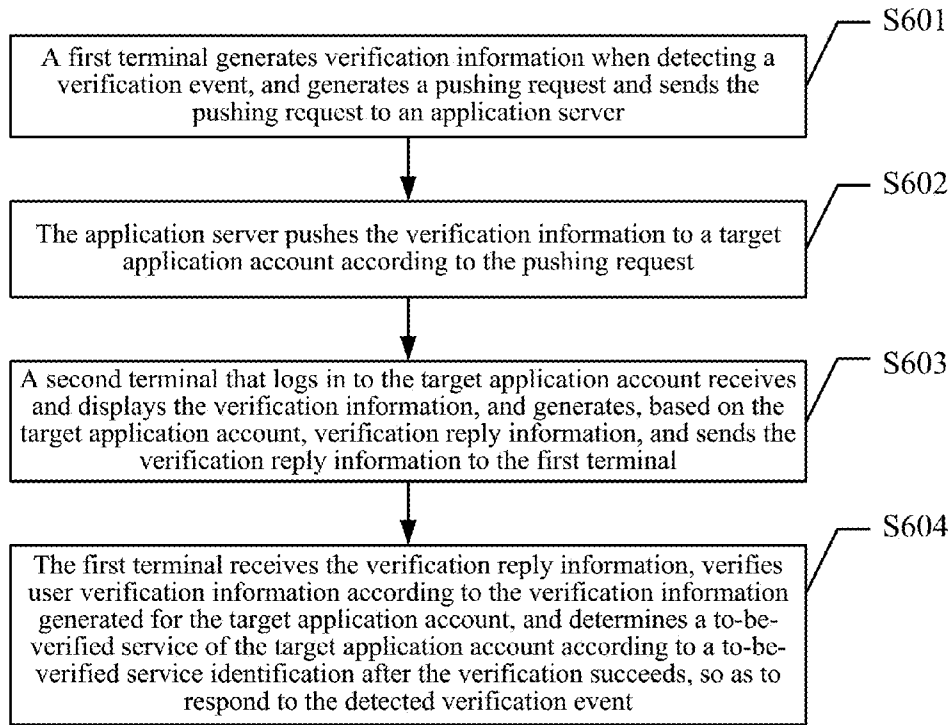 S601
A first terminal generates verification information when detecting a
verification event, and generates a pushing request and sends the
pushing request to an application server
S602
The application server pushes the verification information to a target
application account according to the pushing request
S603
A second terminal that logs in to the target application account receives
and displays the verification information, and generates, based on the
target application account, verification reply information, and sends the
verification reply information to the first terminal
S604
The first terminal receives the verification reply information, verifies
user verification information according to the verification information
generated for the target application account, and determines a to-be-
verified service of the target application account according to a to-be-
verified service identification after the verification succeeds, so as to
respond to the detected verification event